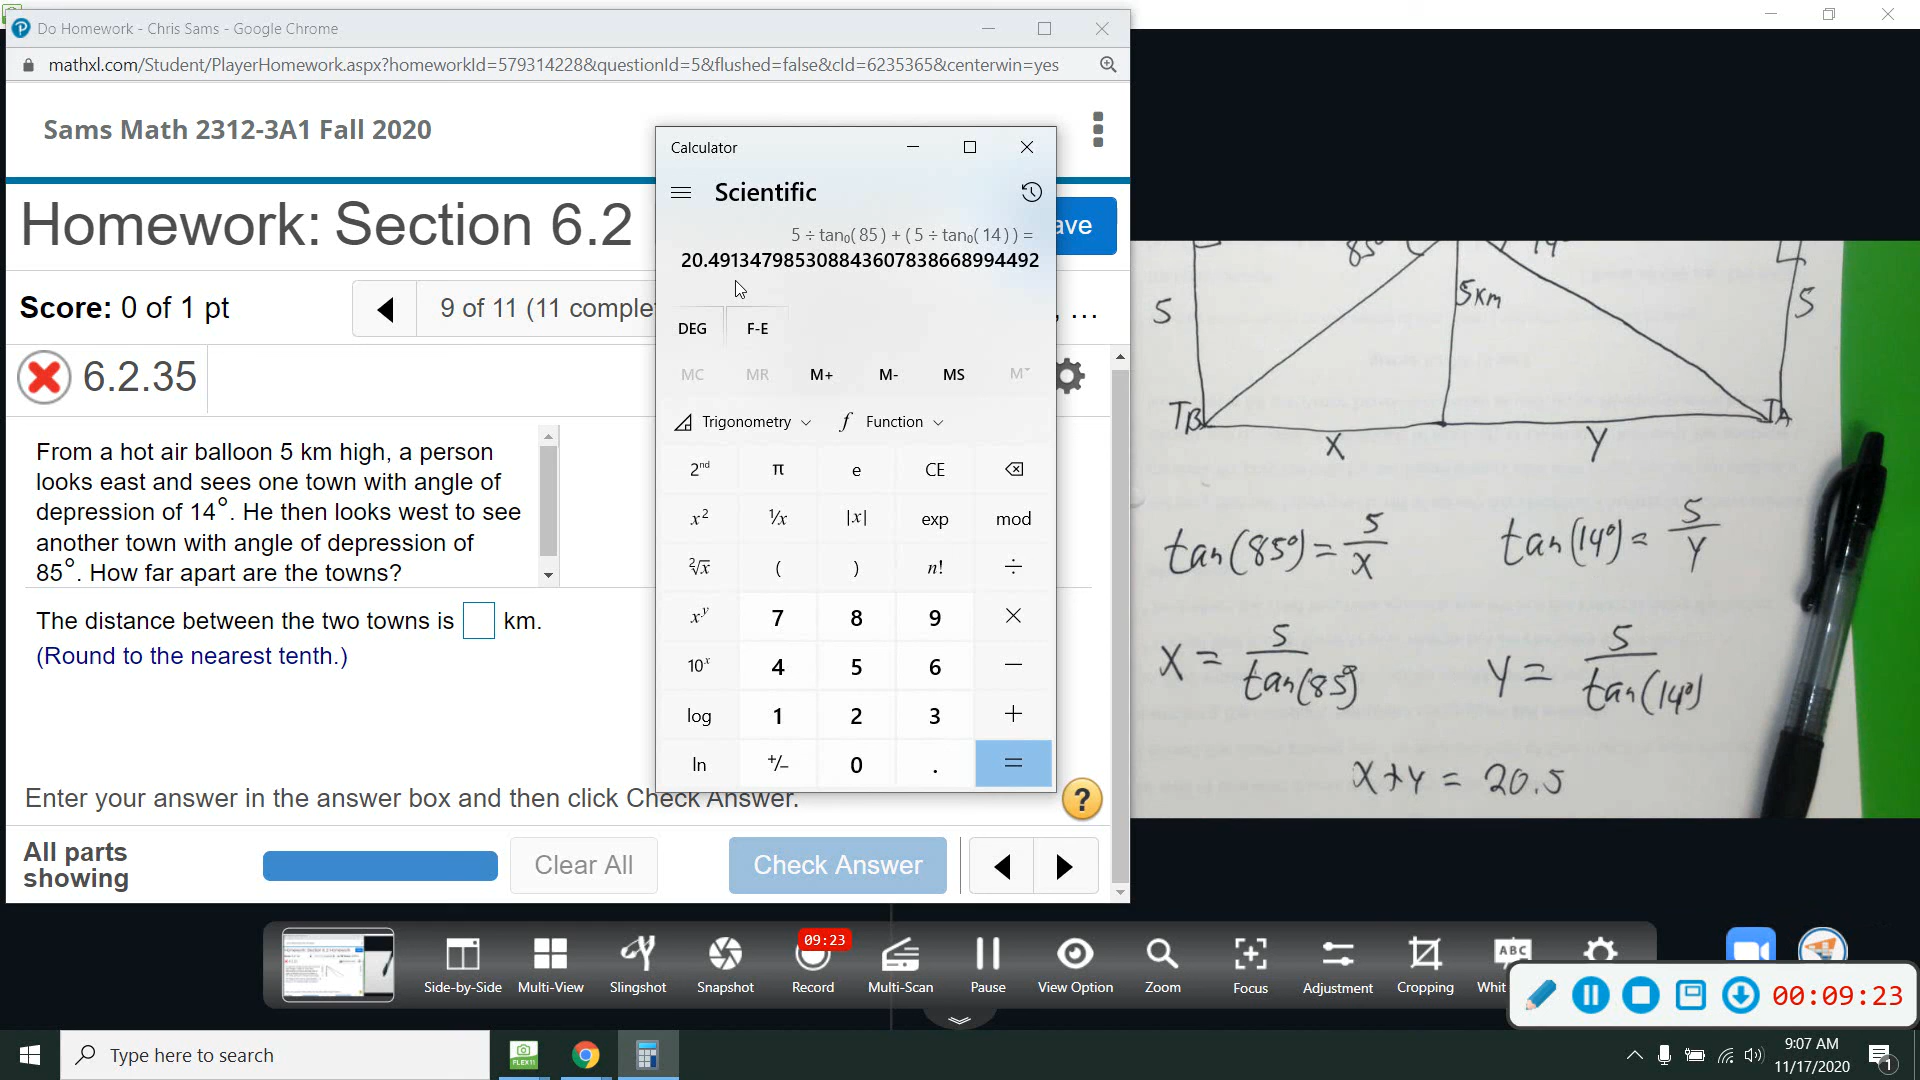 Do Homework - Chris Sams - Google Chrome
mathxl.com/Student/PlayerHomework.aspx?homeworkId=579314228&questionId=5&flushed=false&cId=6235365&centerwin=yes
Sams Math 2312-3A1 Fall 2020
Homework: Section 6.2
ave
Score: 0 of 1 pt
9 of 11 (11 comple
, ...
6.2.35
From a hot air balloon 5 km high, a person
looks east and sees one town with angle of
depression of 14°. He then looks west to see
another town with angle of depression of
85°. How far apart are the towns?
The distance between the two towns is
km.
(Round to the nearest tenth.)
Enter your answer in the answer box and then click Check Answer.
?
All parts
showing
Clear All
Check Answer
Calculator
Scientific
5 ÷ tan₀( 85 ) + ( 5 ÷ tan₀( 14 ) ) =
20.491347985308843607838668994492
DEG
F-E
MC MR M+ M- MS M˅
Trigonometry
f Function
2nd π e CE
x² ¹/x |x| exp mod
²√x ( ) n! ÷
xʸ 7 8 9 ×
10ˣ 4 5 6 −
log 1 2 3 +
ln +/− 0 . =
85°
14°
5
5km
5
TB
TA
X
Y
tan(85°) = 5/X
tan(14°) = 5/Y
X = 5/tan(85°)
Y = 5/tan(14°)
X+Y = 20.5
09:23
ABC
Side-by-Side
Multi-View
Slingshot
Snapshot
Record
Multi-Scan
Pause
View Option
Zoom
Focus
Adjustment
Cropping
Whit
00:09:23
Type here to search
FLEX11
9:07 AM
11/17/2020
1